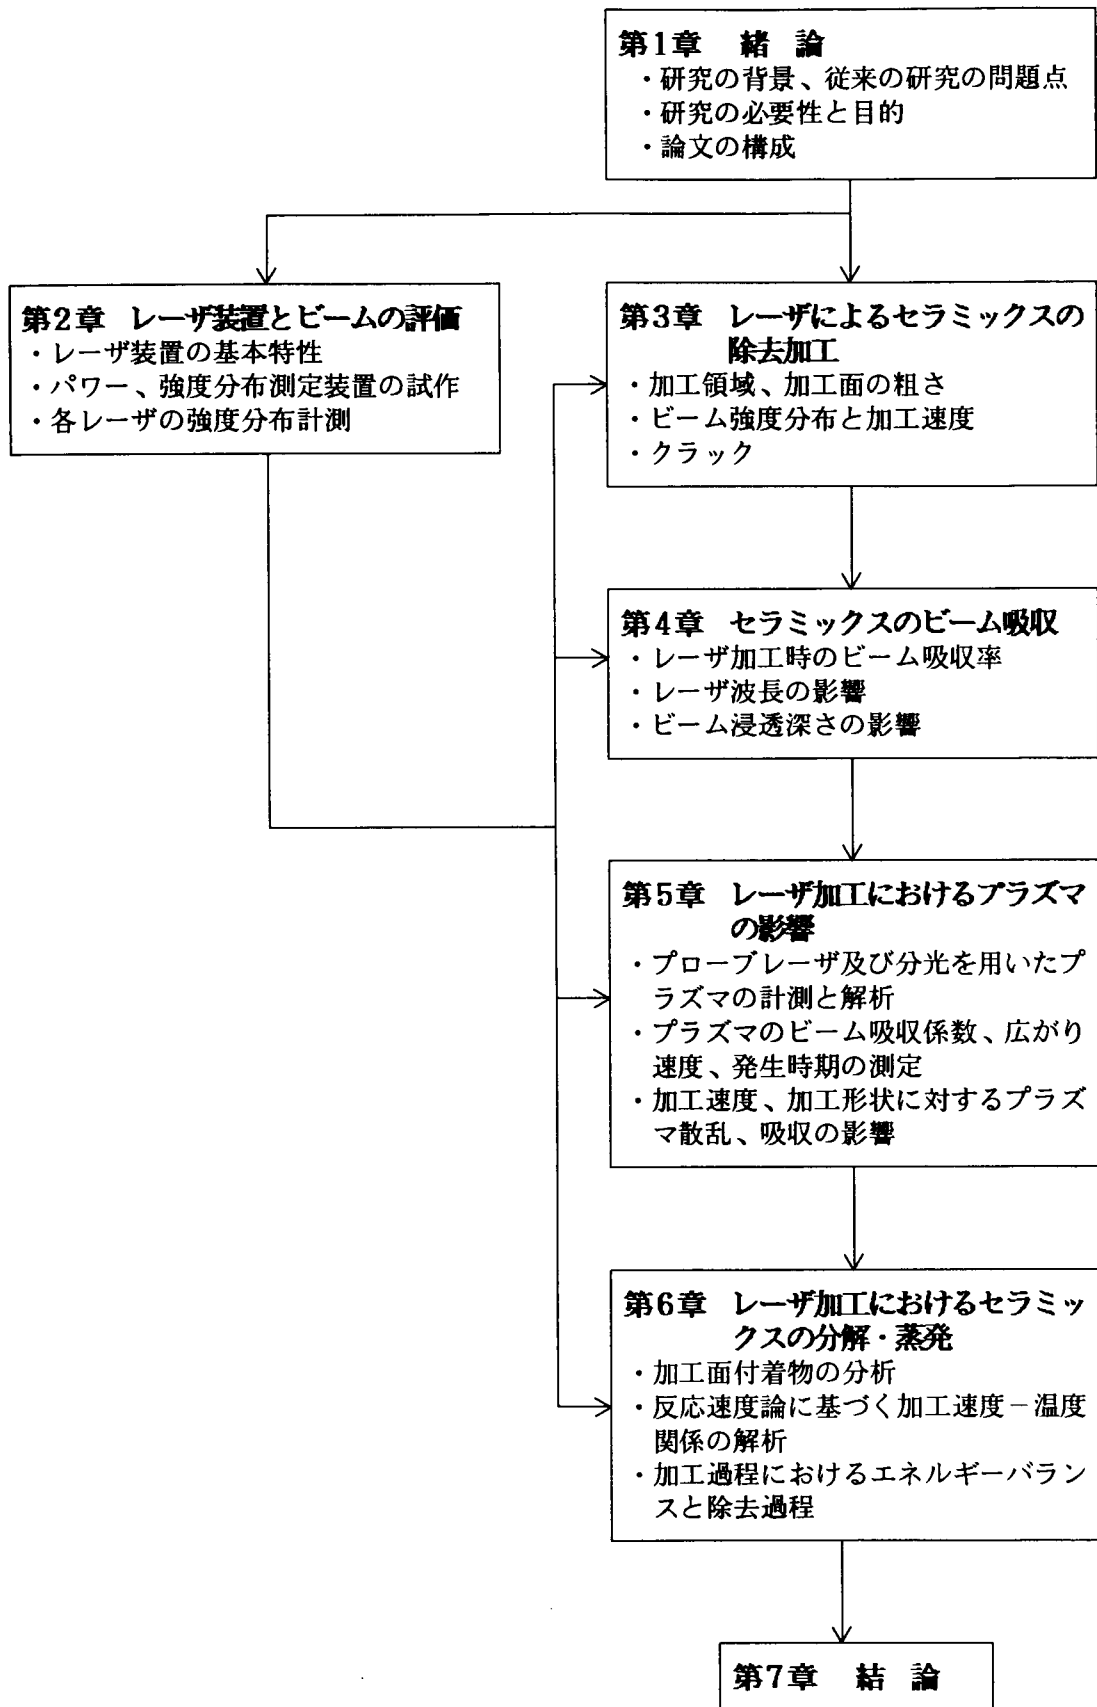 第1章 緒 論
・研究の背景、従来の研究の問題点
・研究の必要性と目的
・論文の構成
第2章 レーザ装置とビームの評価
・レーザ装置の基本特性
・パワー、強度分布測定装置の試作
・各レーザの強度分布計測
第3章 レーザによるセラミックスの
除去加工
・加工領域、加工面の粗さ
・ビーム強度分布と加工速度
・クラック
第4章 セラミックスのビーム吸収
・レーザ加工時のビーム吸収率
・レーザ波長の影響
・ビーム浸透深さの影響
第5章 レーザ加工におけるプラズマ
の影響
・プローブレーザ及び分光を用いたプ
ラズマの計測と解析
・プラズマのビーム吸収係数、広がり
速度、発生時期の測定
・加工速度、加工形状に対するプラズ
マ散乱、吸収の影響
第6章 レーザ加工におけるセラミッ
クスの分解・蒸発
・加工面付着物の分析
・反応速度論に基づく加工速度－温度
関係の解析
・加工過程におけるエネルギーバラン
スと除去過程
第7章 結 論